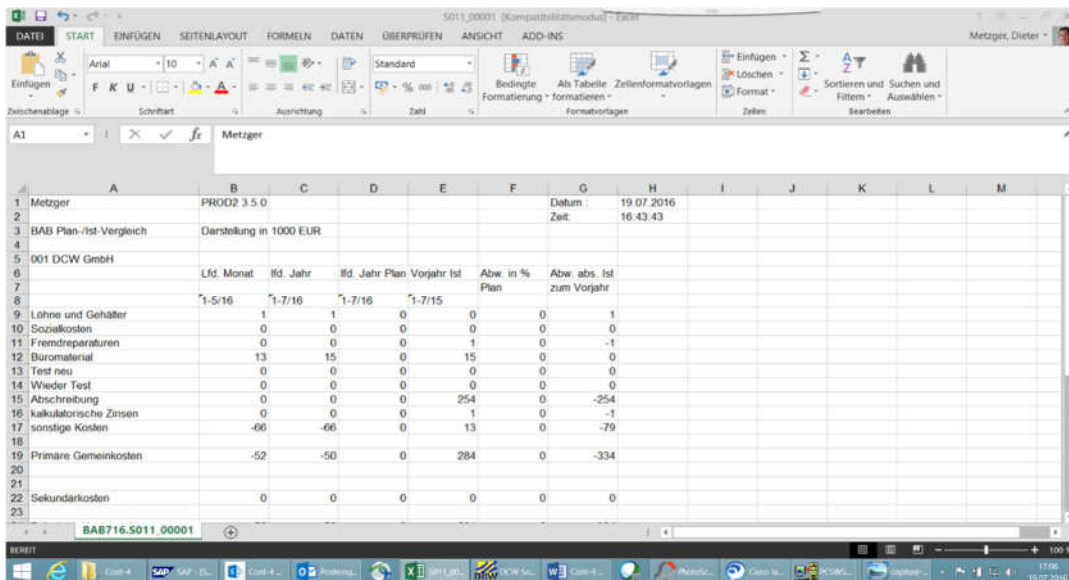 S011_00001 [Kompatibilitätsmodus] - Excel
DATEI START EINFÜGEN SEITENLAYOUT FORMELN DATEN ÜBERPRÜFEN ANSICHT ADD-INS Metzger, Dieter
Arial 10 Standard
Einfügen
F K U
Bedingte Formatierung
Als Tabelle formatieren
Zellenformatvorlagen
Einfügen
Löschen
Format
Sortieren und Filtern
Suchen und Auswählen
Zwischenablage Schriftart Ausrichtung Zahl Formatvorlagen Zellen Bearbeiten
A1 fx Metzger
A B C D E F G H I J K L M
1 Metzger PROD2 3.5.0 Datum : 19.07.2016
2 Zeit: 16.43.43
3 BAB Plan-/Ist-Vergleich Darstellung in 1000 EUR
4
5 001 DCW GmbH
6 Lfd. Monat lfd. Jahr lfd. Jahr Plan Vorjahr Ist Abw. in % Abw. abs. Ist
7 Plan zum Vorjahr
8 1-5/16 1-7/16 1-7/16 1-7/15
9 Löhne und Gehälter 1 1 0 0 0 1
10 Sozialkosten 0 0 0 0 0 0
11 Fremdreparaturen 0 0 0 1 0 -1
12 Büromaterial 13 15 0 15 0 0
13 Test neu 0 0 0 0 0 0
14 Wieder Test 0 0 0 0 0 0
15 Abschreibung 0 0 0 254 0 -254
16 kalkulatorische Zinsen 0 0 0 1 0 -1
17 sonstige Kosten -66 -66 0 13 0 -79
18
19 Primäre Gemeinkosten -52 -50 0 284 0 -334
20
21
22 Sekundärkosten 0 0 0 0 0 0
23
BAB716.S011_00001
BEREIT 100 %
17:06
19.07.2016